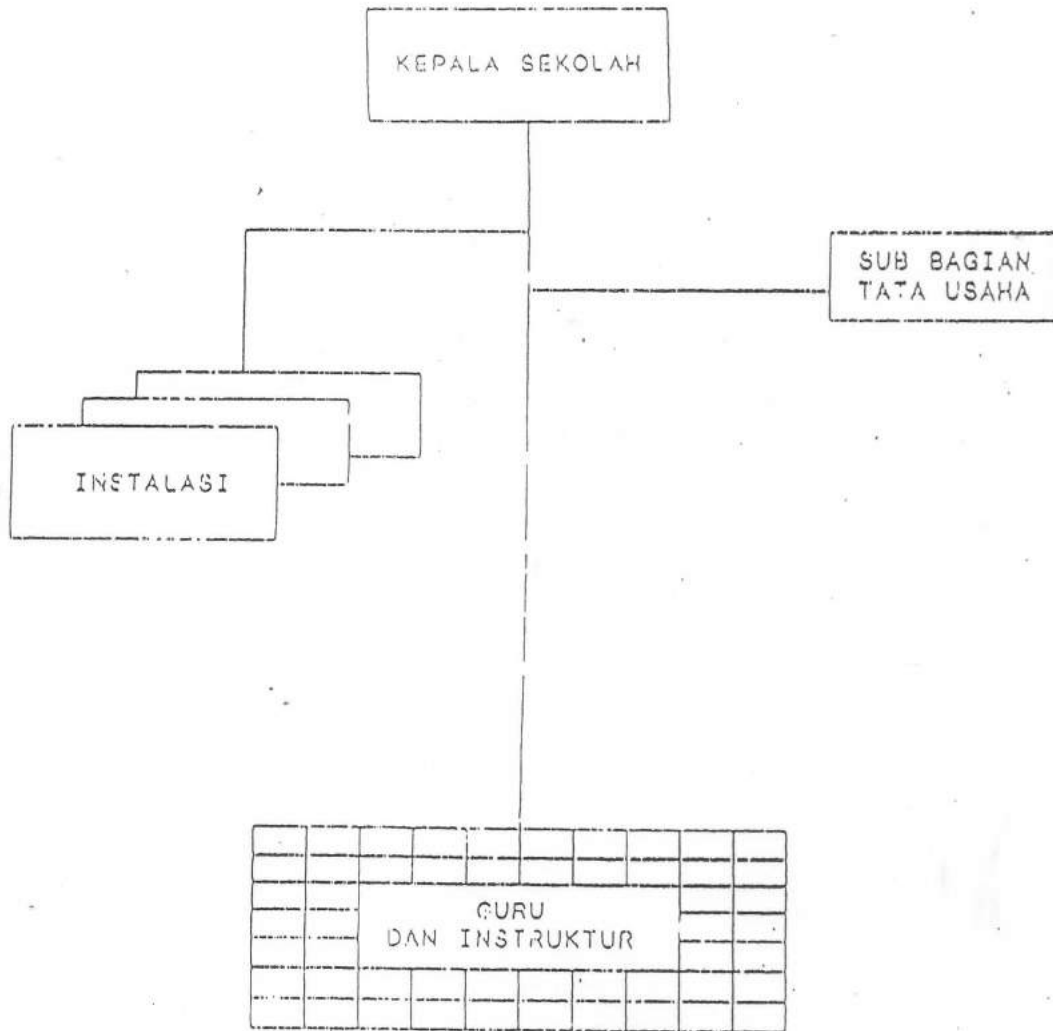 KEPALA SEKOLAH
SUB BAGIAN
TATA USAHA
INSTALASI
GURU
DAN INSTRUKTUR